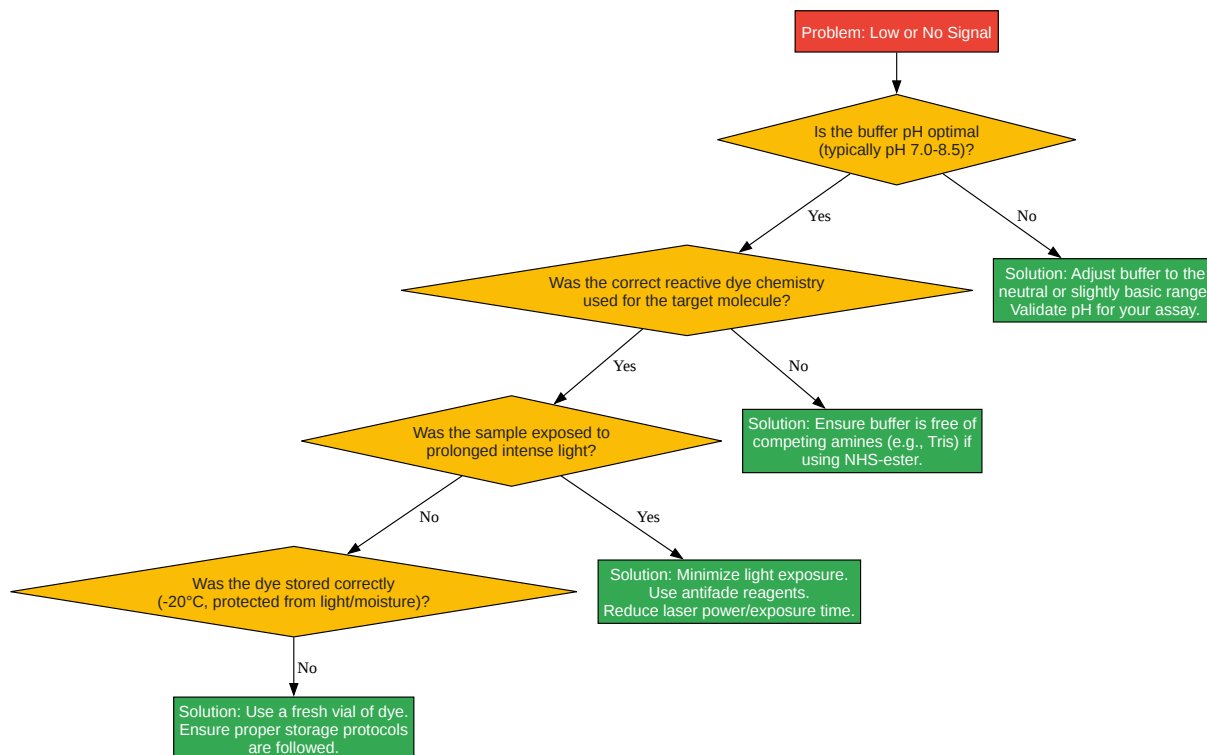 Problem: Low or No Signal
Is the buffer pH optimal
(typically pH 7.0-8.5)?
Yes
No
Was the correct reactive dye chemistry
used for the target molecule?
Solution: Adjust buffer to the
neutral or slightly basic range
Validate pH for your assay.
Yes
No
Was the sample exposed to
prolonged intense light?
Solution: Ensure buffer is free of
competing amines (e.g., Tris) if
using NHS-ester.
No
Yes
Was the dye stored correctly
(-20°C, protected from light/moisture)?
Solution: Minimize light exposure.
Use antifade reagents.
Reduce laser power/exposure time.
No
Solution: Use a fresh vial of dye.
Ensure proper storage protocols
are followed.